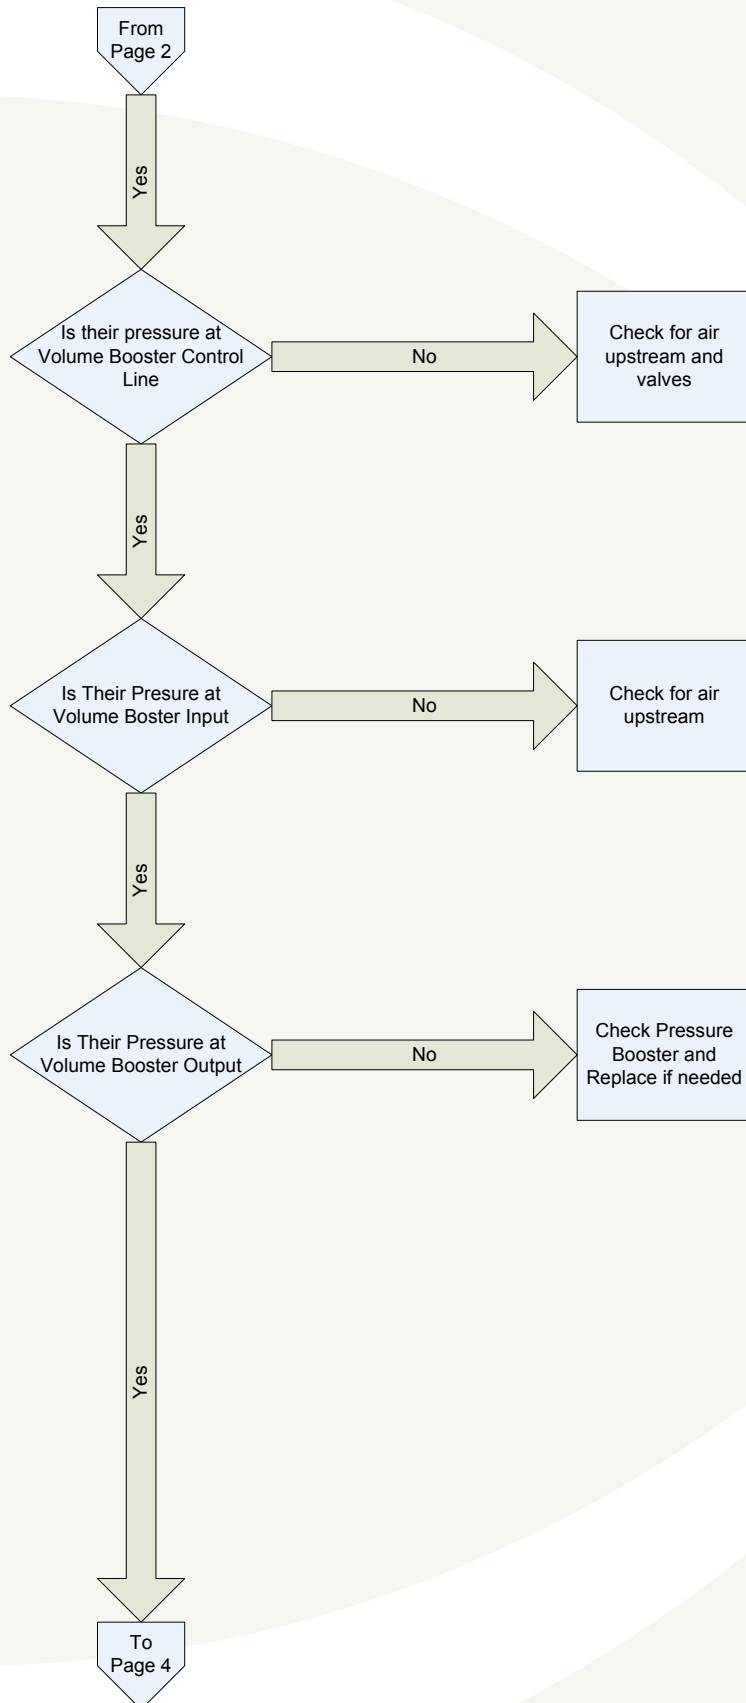 From
Page 2
Yes
Is their pressure at
Volume Booster Control
Line
No
Check for air
upstream and
valves
Yes
Is Their Presure at
Volume Boster Input
No
Check for air
upstream
Yes
Is Their Pressure at
Volume Booster Output
No
Check Pressure
Booster and
Replace if needed
Yes
To
Page 4